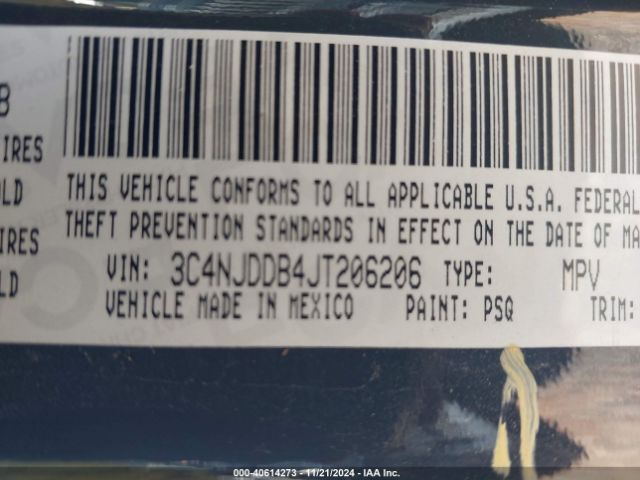 B
IRES
OLD
IRES
LD
THIS VEHICLE CONFORMS TO ALL APPLICABLE U.S.A. FEDERAL
THEFT PREVENTION STANDARDS IN EFFECT ON THE DATE OF MA
VIN: 3C4NJDDB4JT206206 TYPE: MPV
VEHICLE MADE IN MEXICO PAINT: PSQ TRIM:
000-40614273 - 11/21/2024 - IAA Inc.